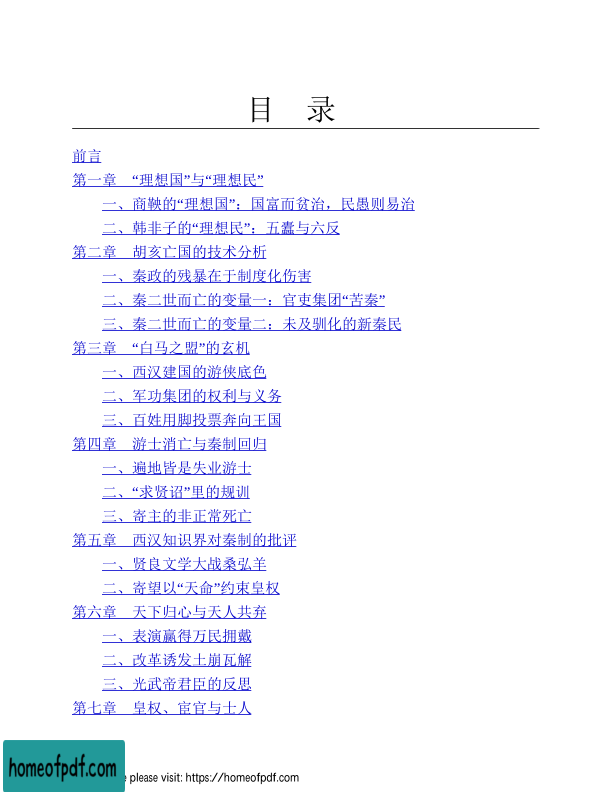 目 录
前言
第一章 “理想国”与“理想民”
一、商鞅的“理想国”：国富而贫治，民愚则易治
二、韩非子的“理想民”：五蠹与六反
第二章 胡亥亡国的技术分析
一、秦政的残暴在于制度化伤害
二、秦二世而亡的变量一：官吏集团“苦秦”
三、秦二世而亡的变量二：未及驯化的新秦民
第三章 “白马之盟”的玄机
一、西汉建国的游侠底色
二、军功集团的权利与义务
三、百姓用脚投票奔向王国
第四章 游士消亡与秦制回归
一、遍地皆是失业游士
二、“求贤诏”里的规训
三、寄主的非正常死亡
第五章 西汉知识界对秦制的批评
一、贤良文学大战桑弘羊
二、寄望以“天命”约束皇权
第六章 天下归心与天人共弃
一、表演赢得万民拥戴
二、改革诱发土崩瓦解
三、光武帝君臣的反思
第七章 皇权、宦官与士人
homeofpdf.com
e please visit: https://homeofpdf.com